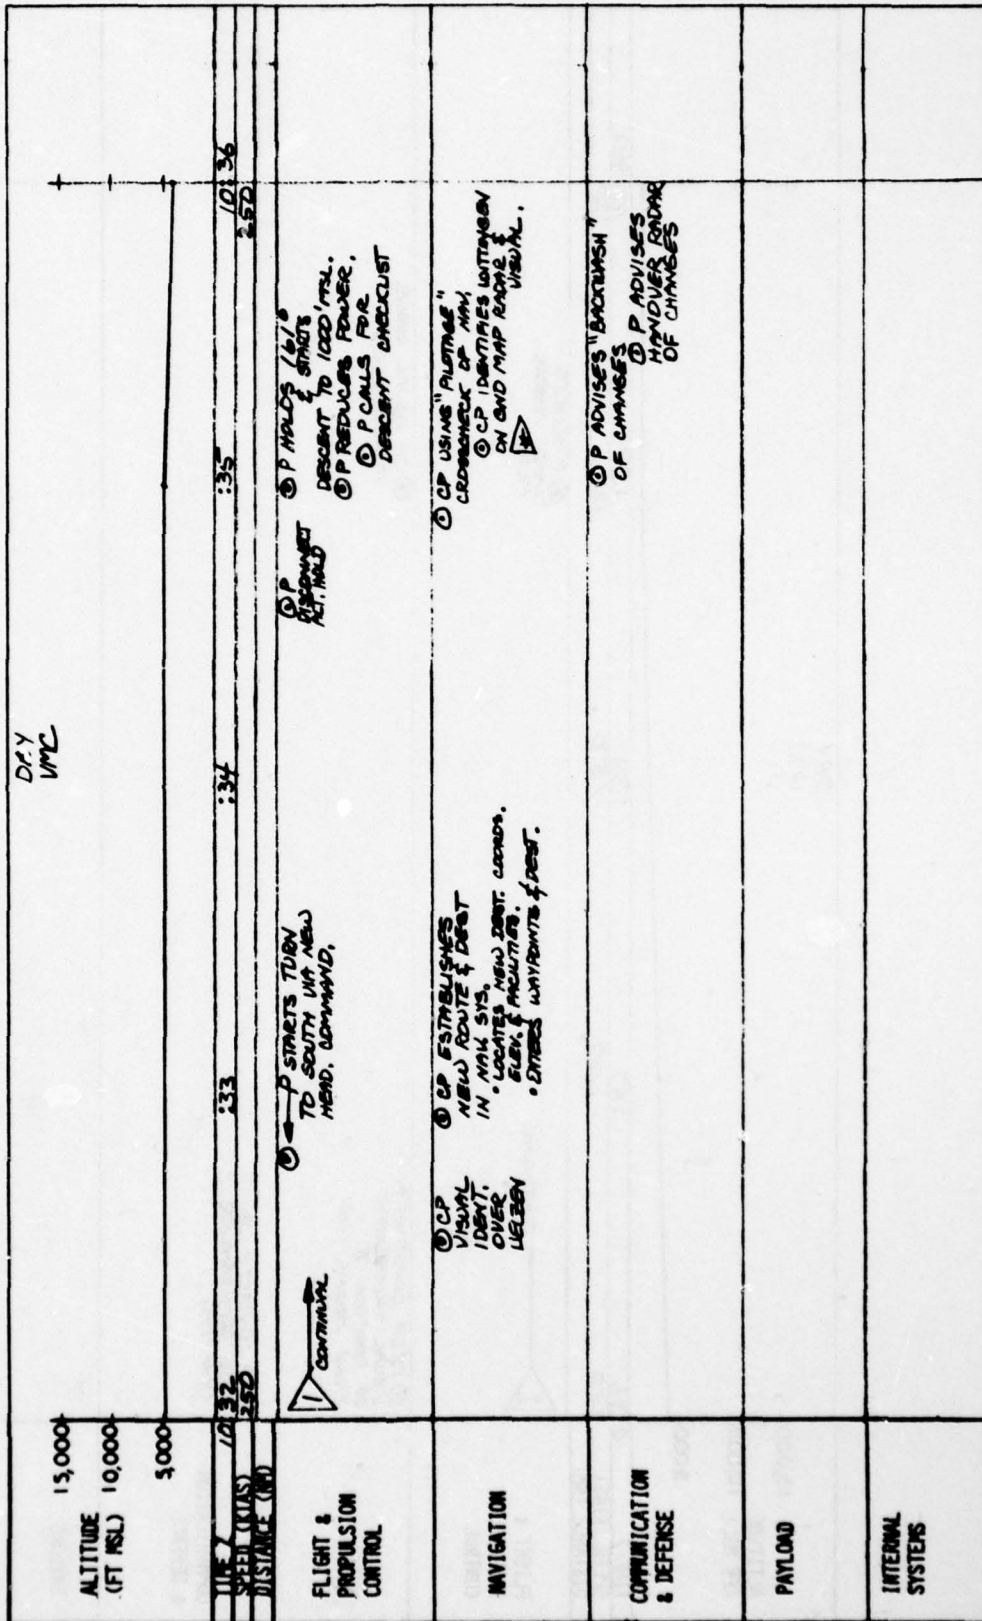 DRY
VMC
15,000
10,000
5,000
ALTITUDE
(FT MSL)
TIME Z 10:32 :33 :34 :35 10:36
SPEED (KIAS) 250 250
DISTANCE (NM)
FLIGHT &
PROPULSION
CONTROL
1 CONTINUAL
P STARTS TURN
TO SOUTH VIA NEW
HEAD. COMMAND.
P
DISCONNECT
ALT. HOLD
P HOLDS 161°
& STARTS
DESCENT TO 1000' MSL.
P REDUCES POWER.
P CALLS FOR
DESCENT CHECKLIST
NAVIGATION
CP
VISUAL
IDENT.
OVER
UELZEN
CP ESTABLISHES
NEW ROUTE & DEST
IN NAV. SYS.
• LOCATES NEW DEST. COORDS.
ELEV. & FACILITIES.
• ENTERS WAYPOINTS & DEST.
CP USING "PILOTAGE"
CROSSCHECK OF NAV.
CP IDENTIFIES WITTINGEN
ON GND MAP RADAR &
VISUAL.
COMMUNICATION
& DEFENSE
P ADVISES "BACKWASH"
OF CHANGES
P ADVISES
HANDOVER RADAR
OF CHANGES
PAYLOAD
INTERNAL
SYSTEMS